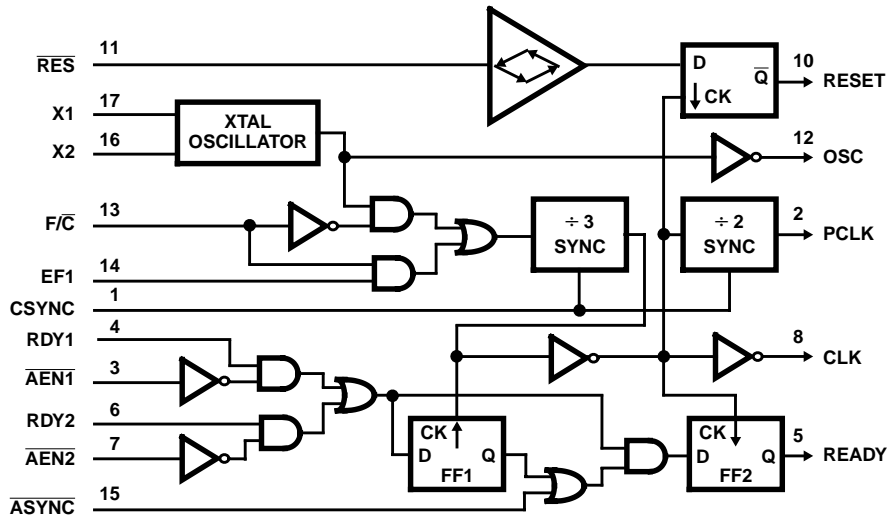 RES 11
D Q 10 RESET
CK
X1 17
XTAL OSCILLATOR
X2 16
12 OSC
F/C 13
÷ 3 SYNC
÷ 2 SYNC
2 PCLK
EF1 14
CSYNC 1
RDY1 4
8 CLK
AEN1 3
RDY2 6
CK
D Q
FF1
CK
D Q
FF2
5 READY
AEN2 7
ASYNC 15